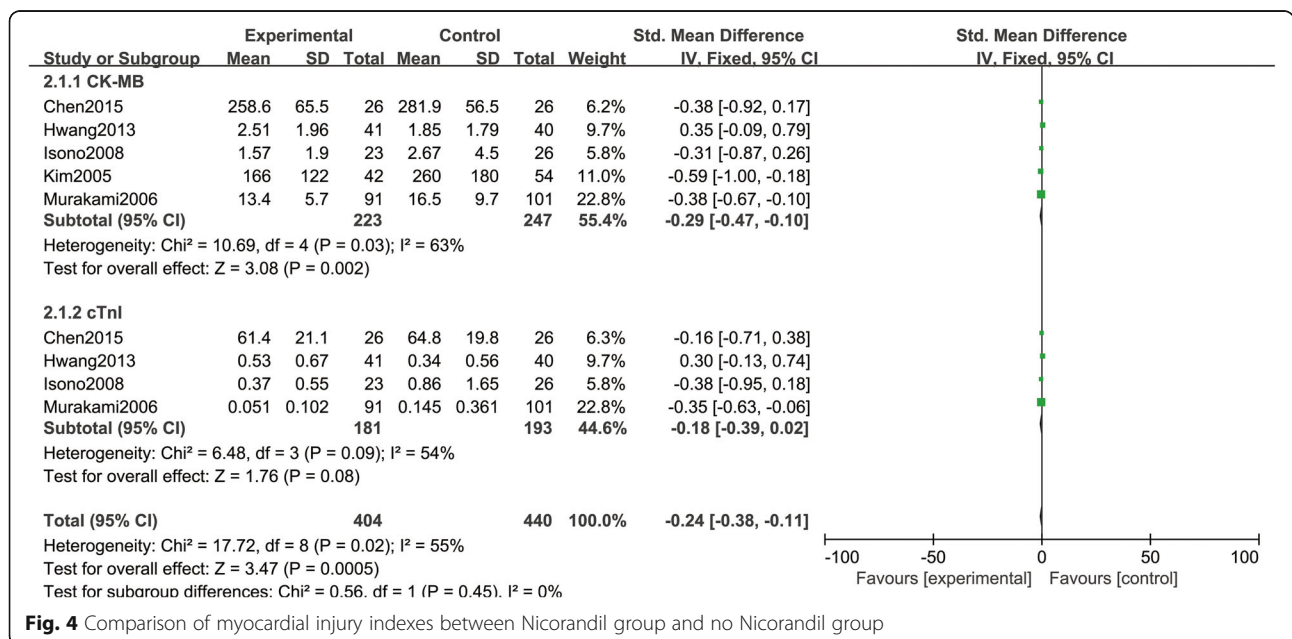 Experimental Control Std. Mean Difference Std. Mean Difference
Study or Subgroup Mean SD Total Mean SD Total Weight IV, Fixed, 95% CI IV, Fixed, 95% CI
2.1.1 CK-MB
Chen2015 258.6 65.5 26 281.9 56.5 26 6.2% -0.38 [-0.92, 0.17]
Hwang2013 2.51 1.96 41 1.85 1.79 40 9.7% 0.35 [-0.09, 0.79]
Isono2008 1.57 1.9 23 2.67 4.5 26 5.8% -0.31 [-0.87, 0.26]
Kim2005 166 122 42 260 180 54 11.0% -0.59 [-1.00, -0.18]
Murakami2006 13.4 5.7 91 16.5 9.7 101 22.8% -0.38 [-0.67, -0.10]
Subtotal (95% CI) 223 247 55.4% -0.29 [-0.47, -0.10]
Heterogeneity: Chi² = 10.69, df = 4 (P = 0.03); I² = 63%
Test for overall effect: Z = 3.08 (P = 0.002)
2.1.2 cTnI
Chen2015 61.4 21.1 26 64.8 19.8 26 6.3% -0.16 [-0.71, 0.38]
Hwang2013 0.53 0.67 41 0.34 0.56 40 9.7% 0.30 [-0.13, 0.74]
Isono2008 0.37 0.55 23 0.86 1.65 26 5.8% -0.38 [-0.95, 0.18]
Murakami2006 0.051 0.102 91 0.145 0.361 101 22.8% -0.35 [-0.63, -0.06]
Subtotal (95% CI) 181 193 44.6% -0.18 [-0.39, 0.02]
Heterogeneity: Chi² = 6.48, df = 3 (P = 0.09); I² = 54%
Test for overall effect: Z = 1.76 (P = 0.08)
Total (95% CI) 404 440 100.0% -0.24 [-0.38, -0.11]
Heterogeneity: Chi² = 17.72, df = 8 (P = 0.02); I² = 55%
-100 -50 0 50 100
Test for overall effect: Z = 3.47 (P = 0.0005)
Favours [experimental] Favours [control]
Test for subgroup differences: Chi² = 0.56, df = 1 (P = 0.45), I² = 0%
Fig. 4 Comparison of myocardial injury indexes between Nicorandil group and no Nicorandil group